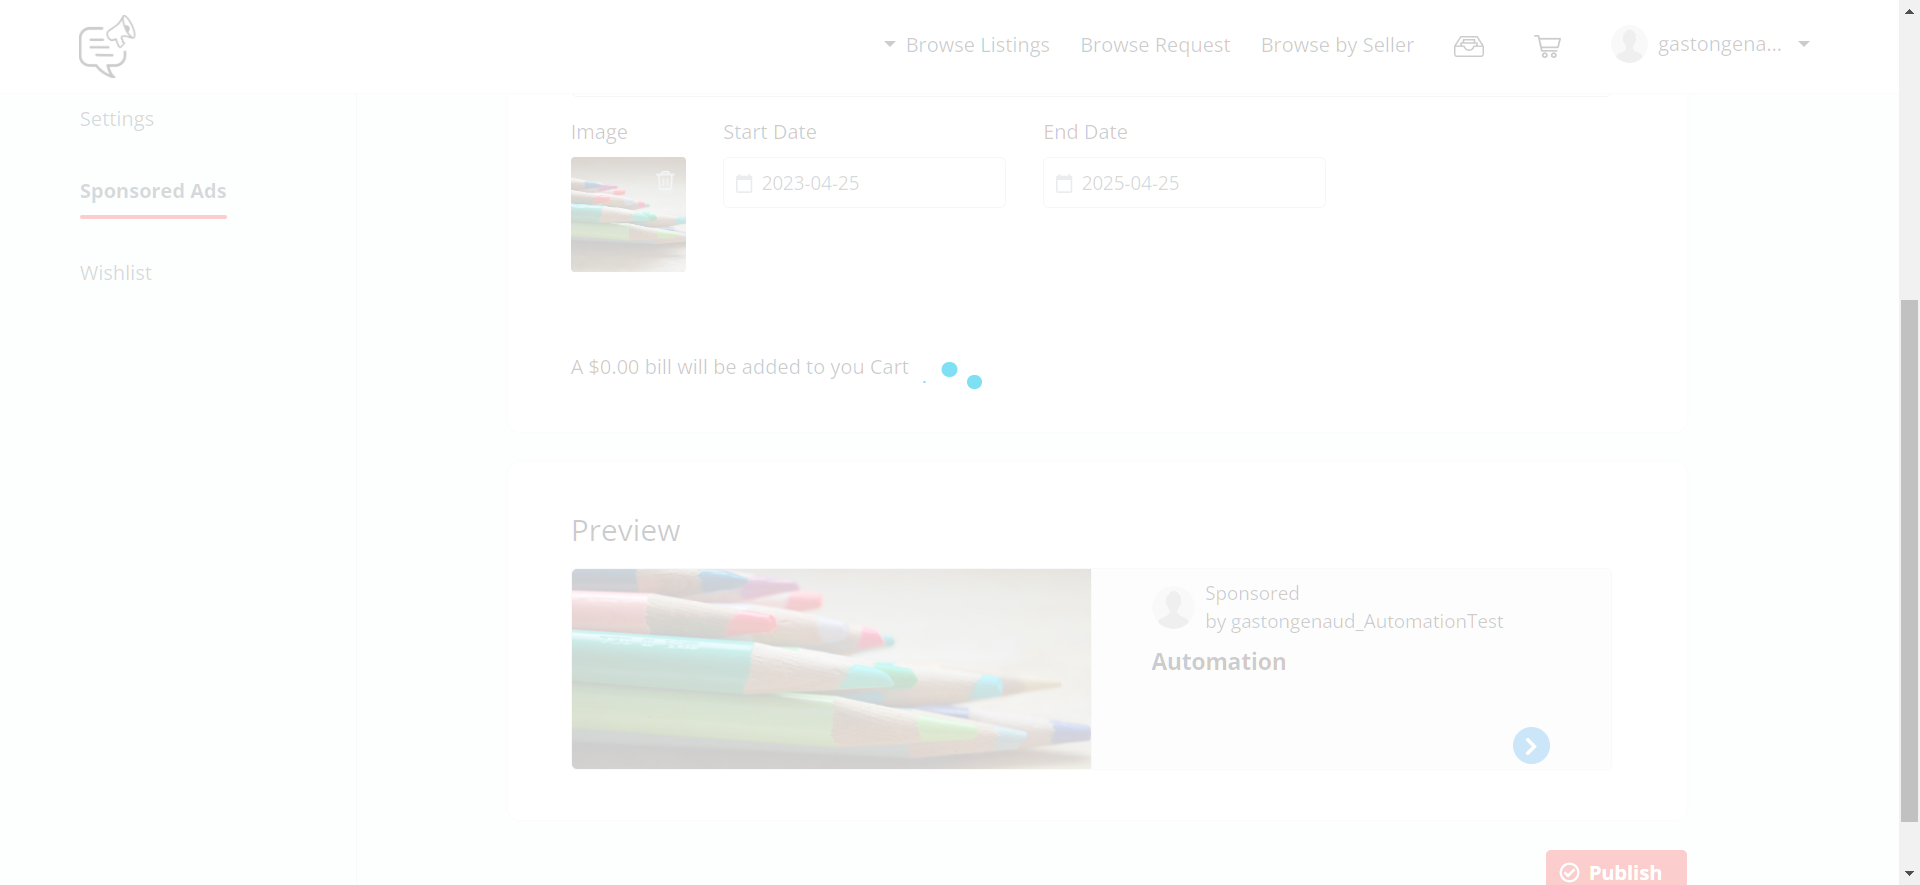 Browse Listings
Browse Request
Browse by Seller
gastongena...
Settings
Sponsored Ads
Wishlist
Image
Start Date
End Date
2023-04-25
2025-04-25
A $0.00 bill will be added to you Cart
Preview
Sponsored
by gastongenaud_AutomationTest
Automation
Publish